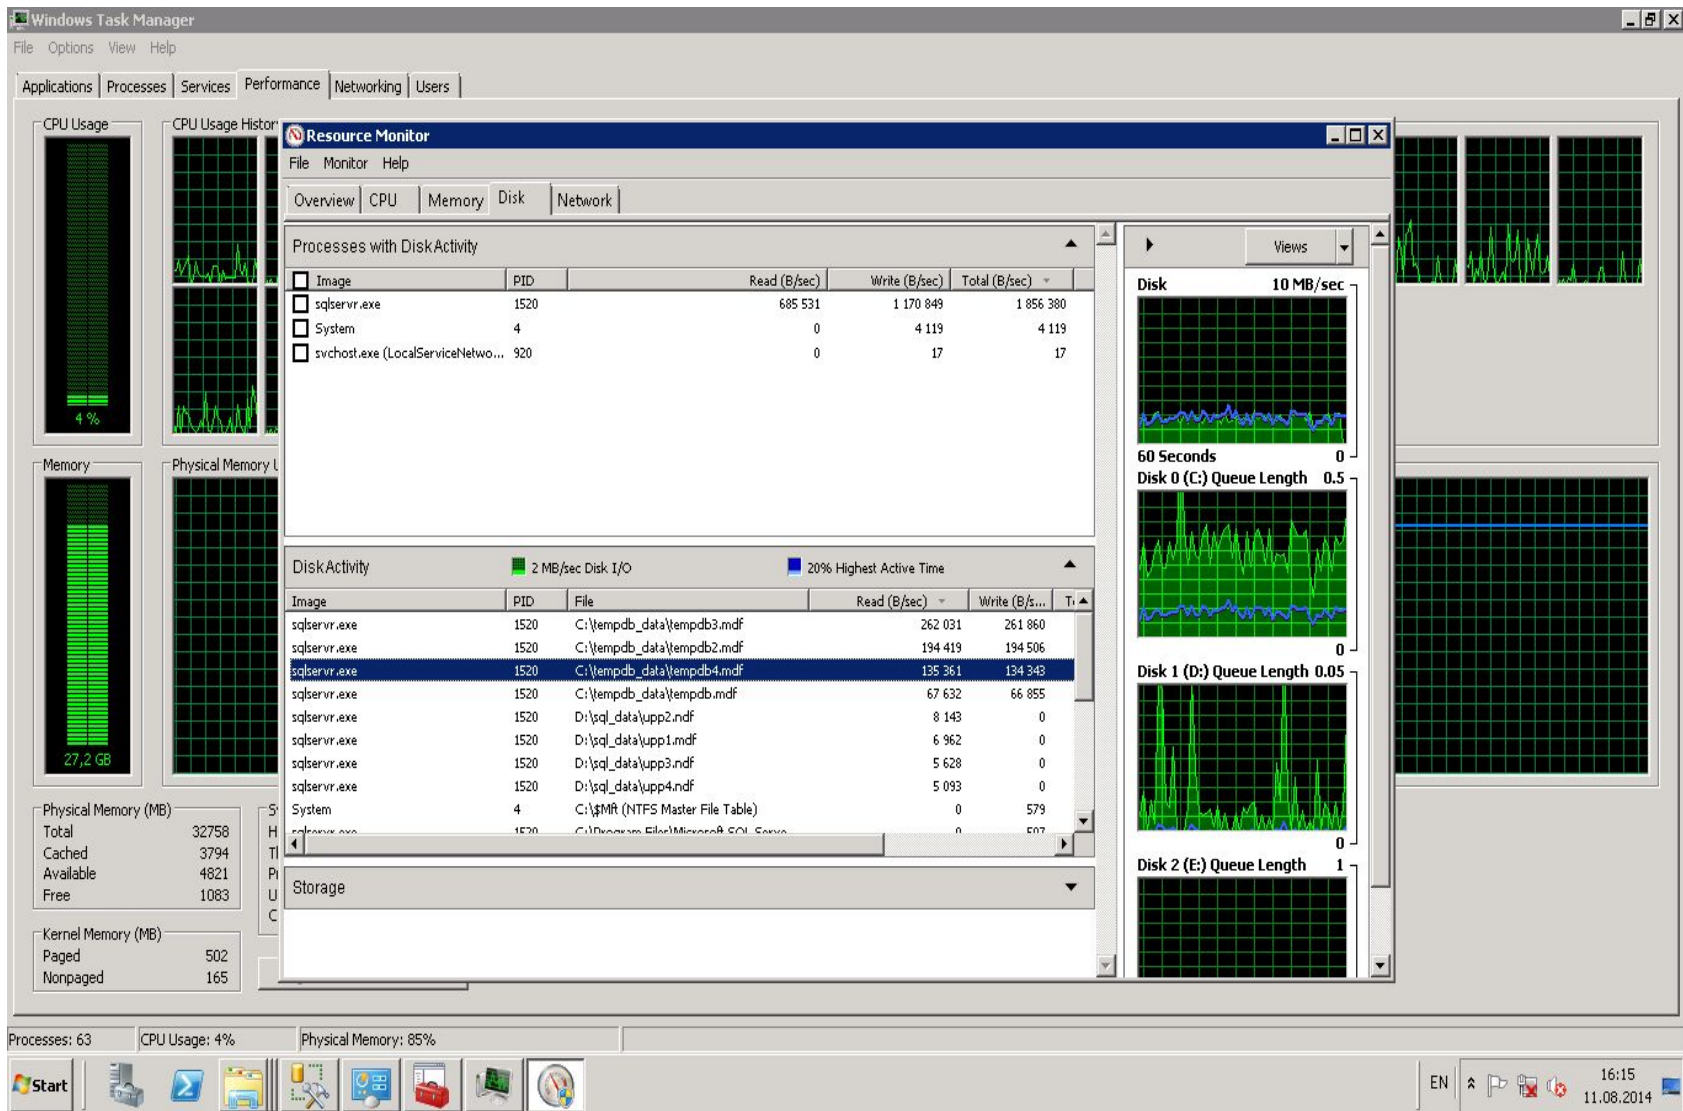 Windows Task Manager
File Options View Help
Applications Processes Services Performance Networking Users
CPU Usage
CPU Usage Histor
4 %
Memory
Physical Memory U
27,2 GB
Physical Memory (MB)
Total 32758
Cached 3794
Available 4821
Free 1083
Kernel Memory (MB)
Paged 502
Nonpaged 165
Resource Monitor
File Monitor Help
Overview CPU Memory Disk Network
Processes with Disk Activity
Image PID Read (B/sec) Write (B/sec) Total (B/sec)
sqlservr.exe 1520 685 531 1 170 849 1 856 380
System 4 0 4 119 4 119
svchost.exe (LocalServiceNetwo... 920 0 17 17
Disk Activity 2 MB/sec Disk I/O 20% Highest Active Time
Image PID File Read (B/sec) Write (B/s... T
sqlservr.exe 1520 C:\tempdb_data\tempdb3.mdf 262 031 261 860
sqlservr.exe 1520 C:\tempdb_data\tempdb2.mdf 194 419 194 506
sqlservr.exe 1520 C:\tempdb_data\tempdb4.mdf 135 361 134 343
sqlservr.exe 1520 C:\tempdb_data\tempdb.mdf 67 632 66 855
sqlservr.exe 1520 D:\sql_data\upp2.ndf 8 143 0
sqlservr.exe 1520 D:\sql_data\upp1.mdf 6 962 0
sqlservr.exe 1520 D:\sql_data\upp3.ndf 5 628 0
sqlservr.exe 1520 D:\sql_data\upp4.ndf 5 093 0
System 4 C:\$Mft (NTFS Master File Table) 0 579
sqlservr.exe 1520 C:\Program Files\Microsoft SQL Serve 0 507
Storage
Views
Disk 10 MB/sec
60 Seconds 0
Disk 0 (C:) Queue Length 0.5
0
Disk 1 (D:) Queue Length 0.05
0
Disk 2 (E:) Queue Length 1
Processes: 63 CPU Usage: 4% Physical Memory: 85%
Start
EN
16:15
11.08.2014